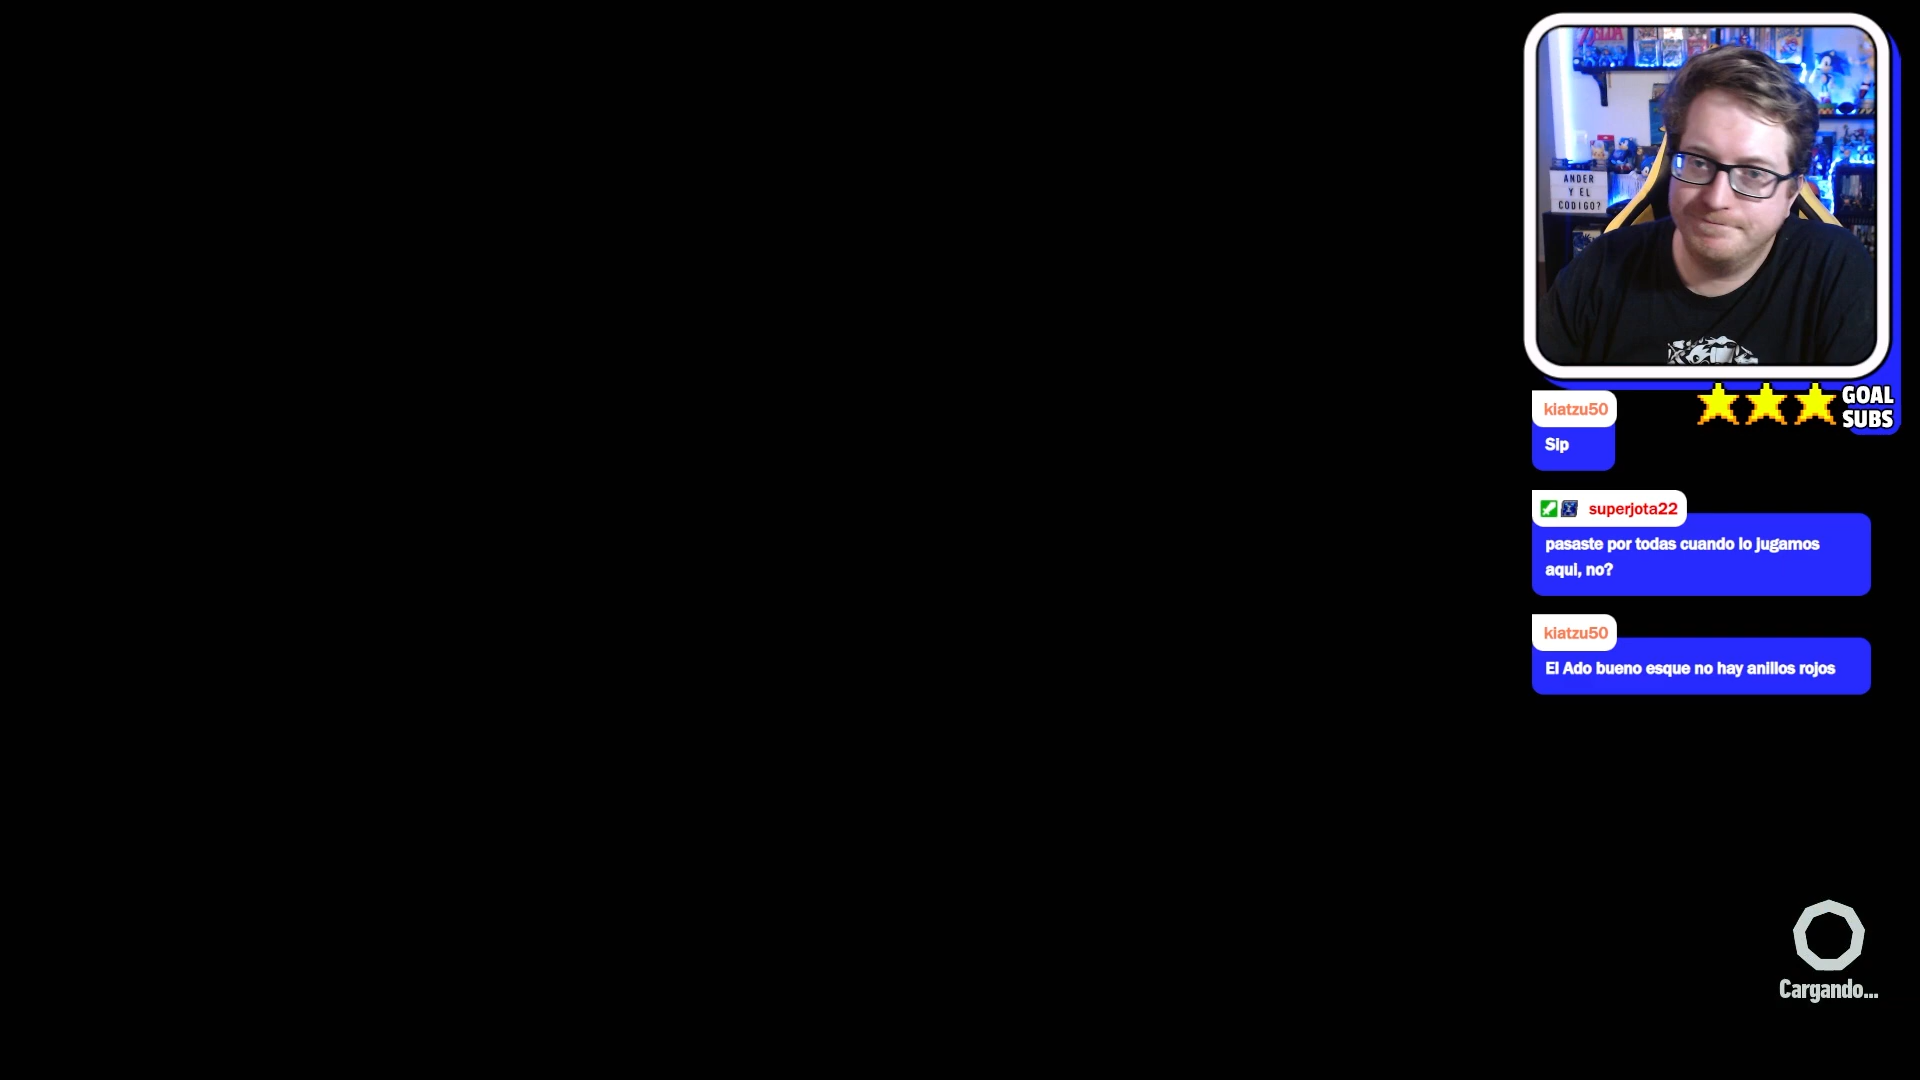 ZELDA
ANDER
Y EL
CODIGO?
GOAL
SUBS
kiatzu50
Sip
superjota22
pasaste por todas cuando lo jugamos
aqui, no?
kiatzu50
El Ado bueno esque no hay anillos rojos
Cargando...